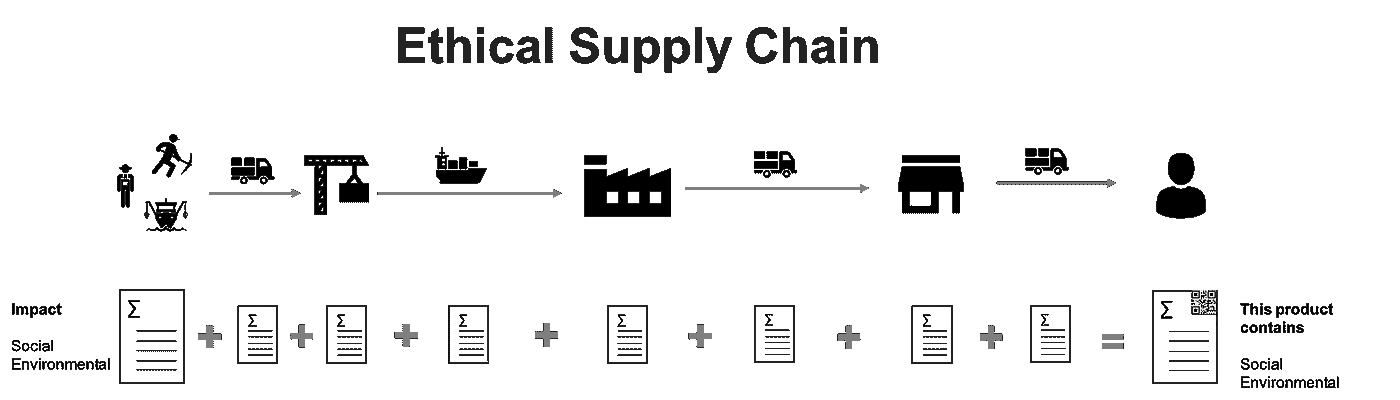 Ethical Supply Chain
Impact
Social
Environmental
Σ
+
Σ
+
Σ
+
Σ
+
Σ
+
Σ
+
Σ
+
Σ
=
Σ
This product
contains
Social
Environmental